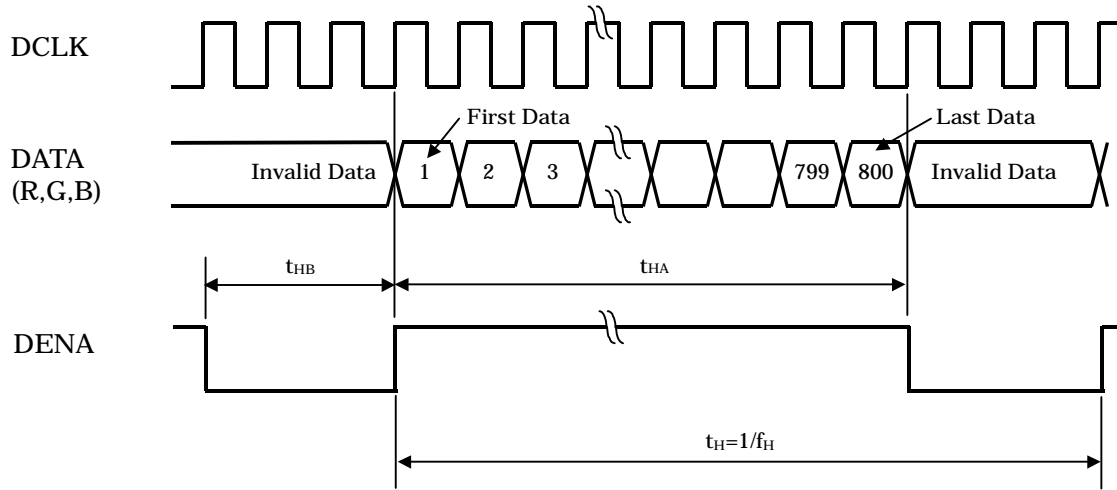 DCLK
First Data
Last Data
DATA
(R,G,B)
Invalid Data 1 2 3 799 800 Invalid Data
tHB
tHA
DENA
tH=1/fH